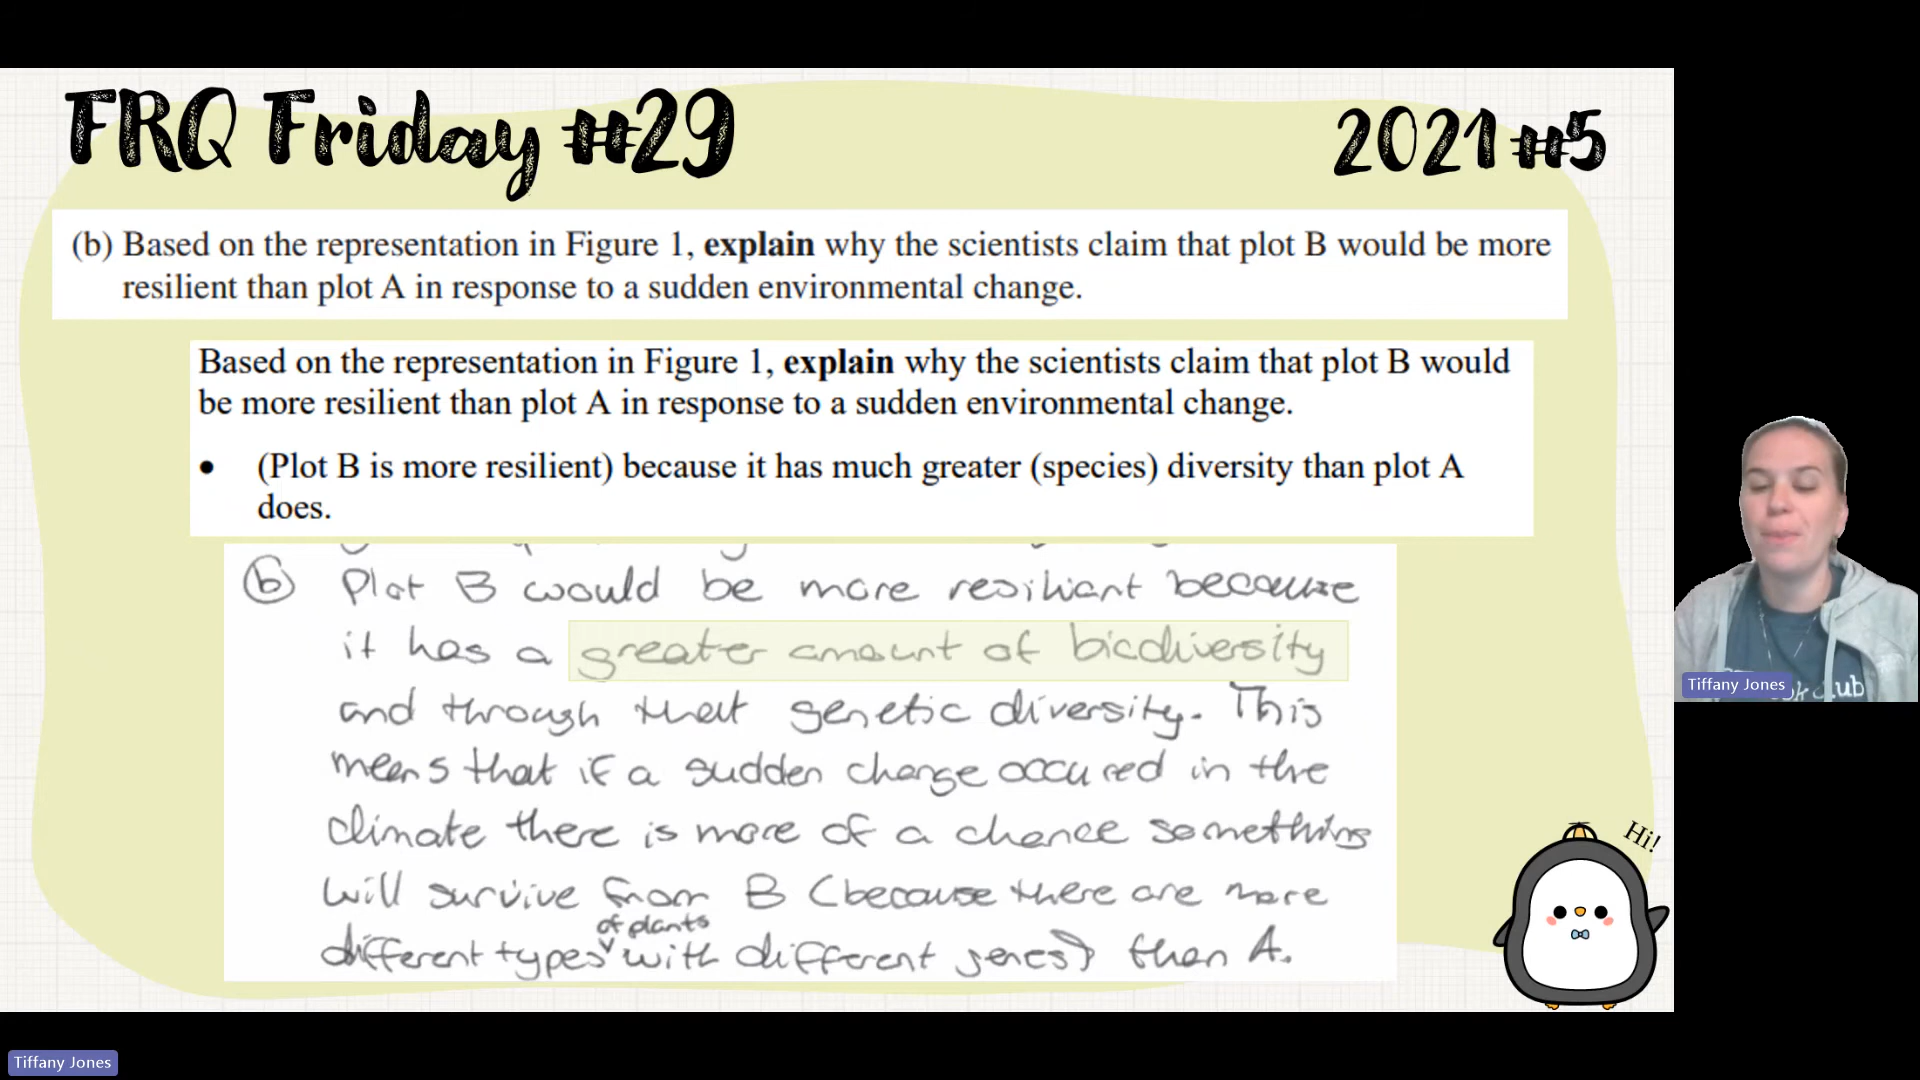 FRQ Friday #29
2021 #5
(b) Based on the representation in Figure 1, explain why the scientists claim that plot B would be more
resilient than plot A in response to a sudden environmental change.
Based on the representation in Figure 1, explain why the scientists claim that plot B would
be more resilient than plot A in response to a sudden environmental change.
• (Plot B is more resilient) because it has much greater (species) diversity than plot A
does.
(b) Plot B would be more resiliant because
it has a greater amount of biodiversity
and through that genetic diversity. This
means that if a sudden change occured in the
climate there is more of a chance something
will survive from B (because there are more
of plants
different types with different genes) than A.
Hi!
Tiffany Jones
Tiffany Jones